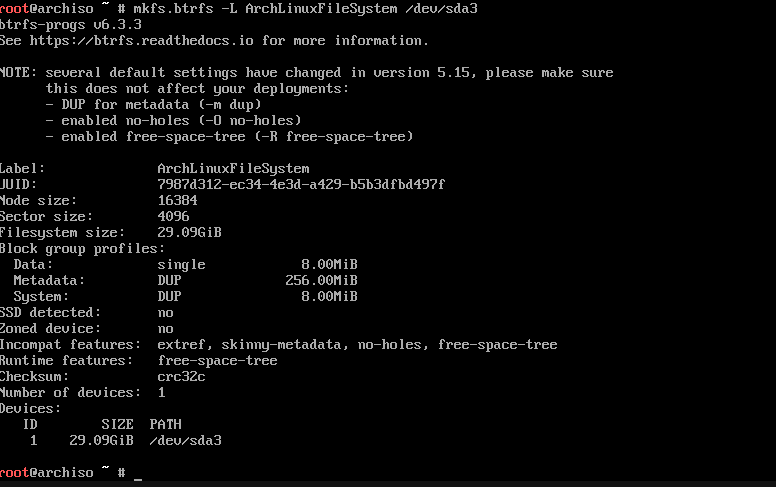 root@archiso ~ # mkfs.btrfs -L ArchLinuxFileSystem /dev/sda3
btrfs-progs v6.3.3
See https://btrfs.readthedocs.io for more information.
NOTE: several default settings have changed in version 5.15, please make sure
      this does not affect your deployments:
      - DUP for metadata (-m dup)
      - enabled no-holes (-O no-holes)
      - enabled free-space-tree (-R free-space-tree)
Label:              ArchLinuxFileSystem
UUID:               7987d312-ec34-4e3d-a429-b5b3dfbd497f
Node size:          16384
Sector size:        4096
Filesystem size:    29.09GiB
Block group profiles:
  Data:             single            8.00MiB
  Metadata:         DUP             256.00MiB
  System:           DUP               8.00MiB
SSD detected:       no
Zoned device:       no
Incompat features:  extref, skinny-metadata, no-holes, free-space-tree
Runtime features:   free-space-tree
Checksum:           crc32c
Number of devices:  1
Devices:
   ID        SIZE  PATH
    1    29.09GiB  /dev/sda3
root@archiso ~ # _